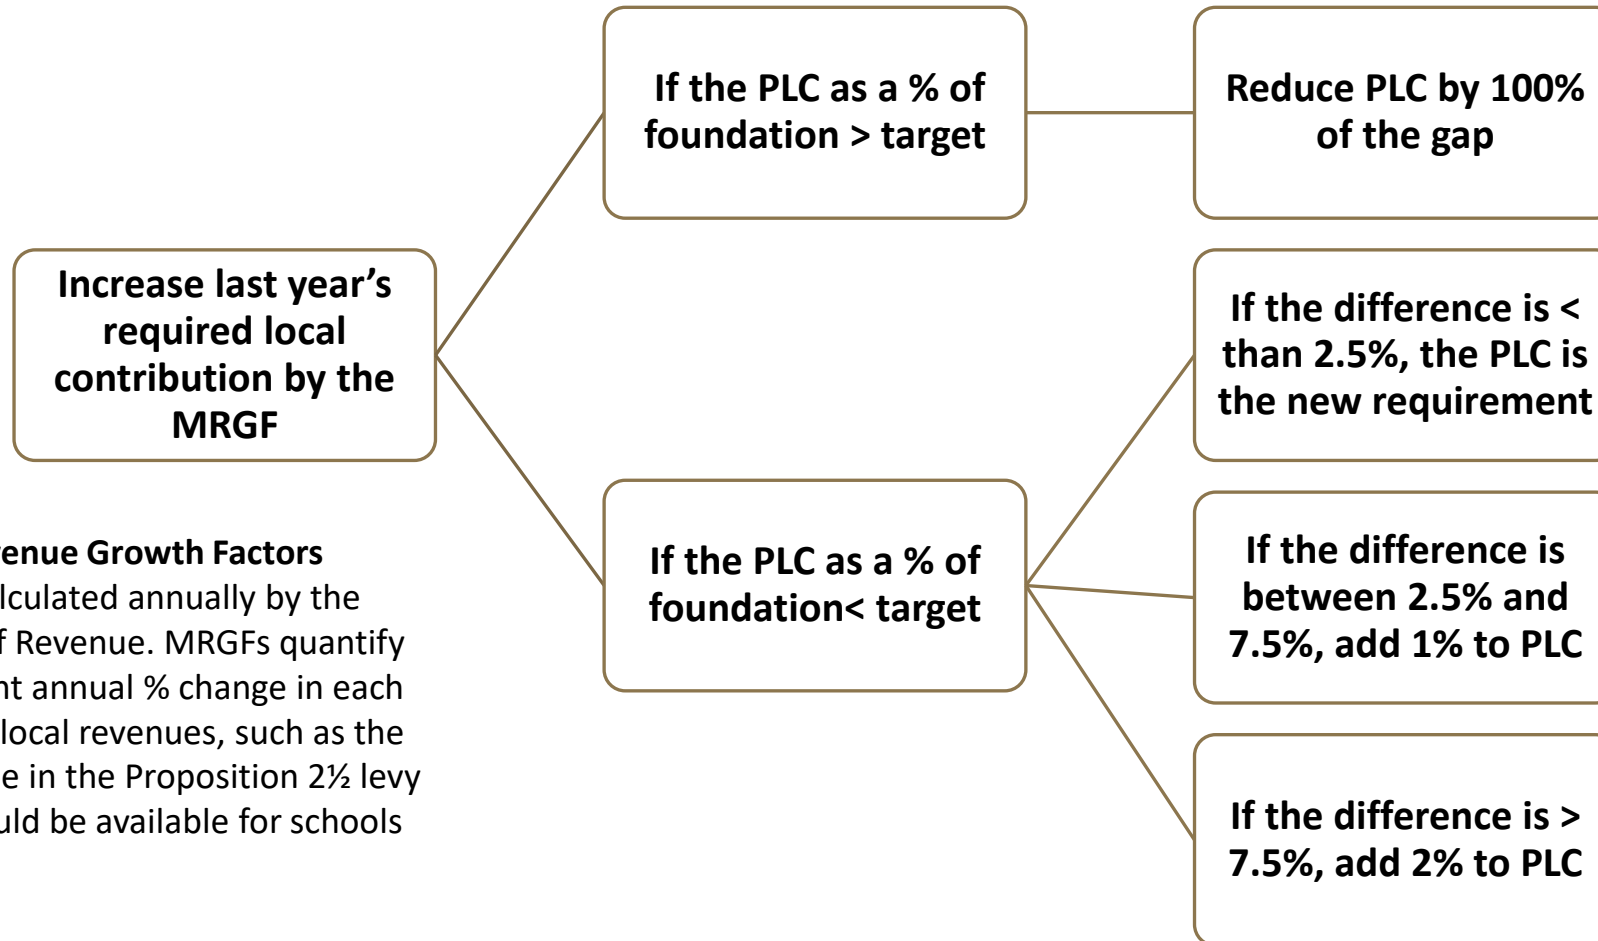 Increase last year’s
required local
contribution by the
MRGF
If the PLC as a % of
foundation > target
Reduce PLC by 100%
of the gap
If the PLC as a % of
foundation< target
If the difference is <
than 2.5%, the PLC is
the new requirement
If the difference is
between 2.5% and
7.5%, add 1% to PLC
If the difference is >
7.5%, add 2% to PLC
Growth Factors
annually by the
Revenue. MRGFs quantify
annual % change in each
local revenues, such as the
in the Proposition 2½ levy
be available for schools